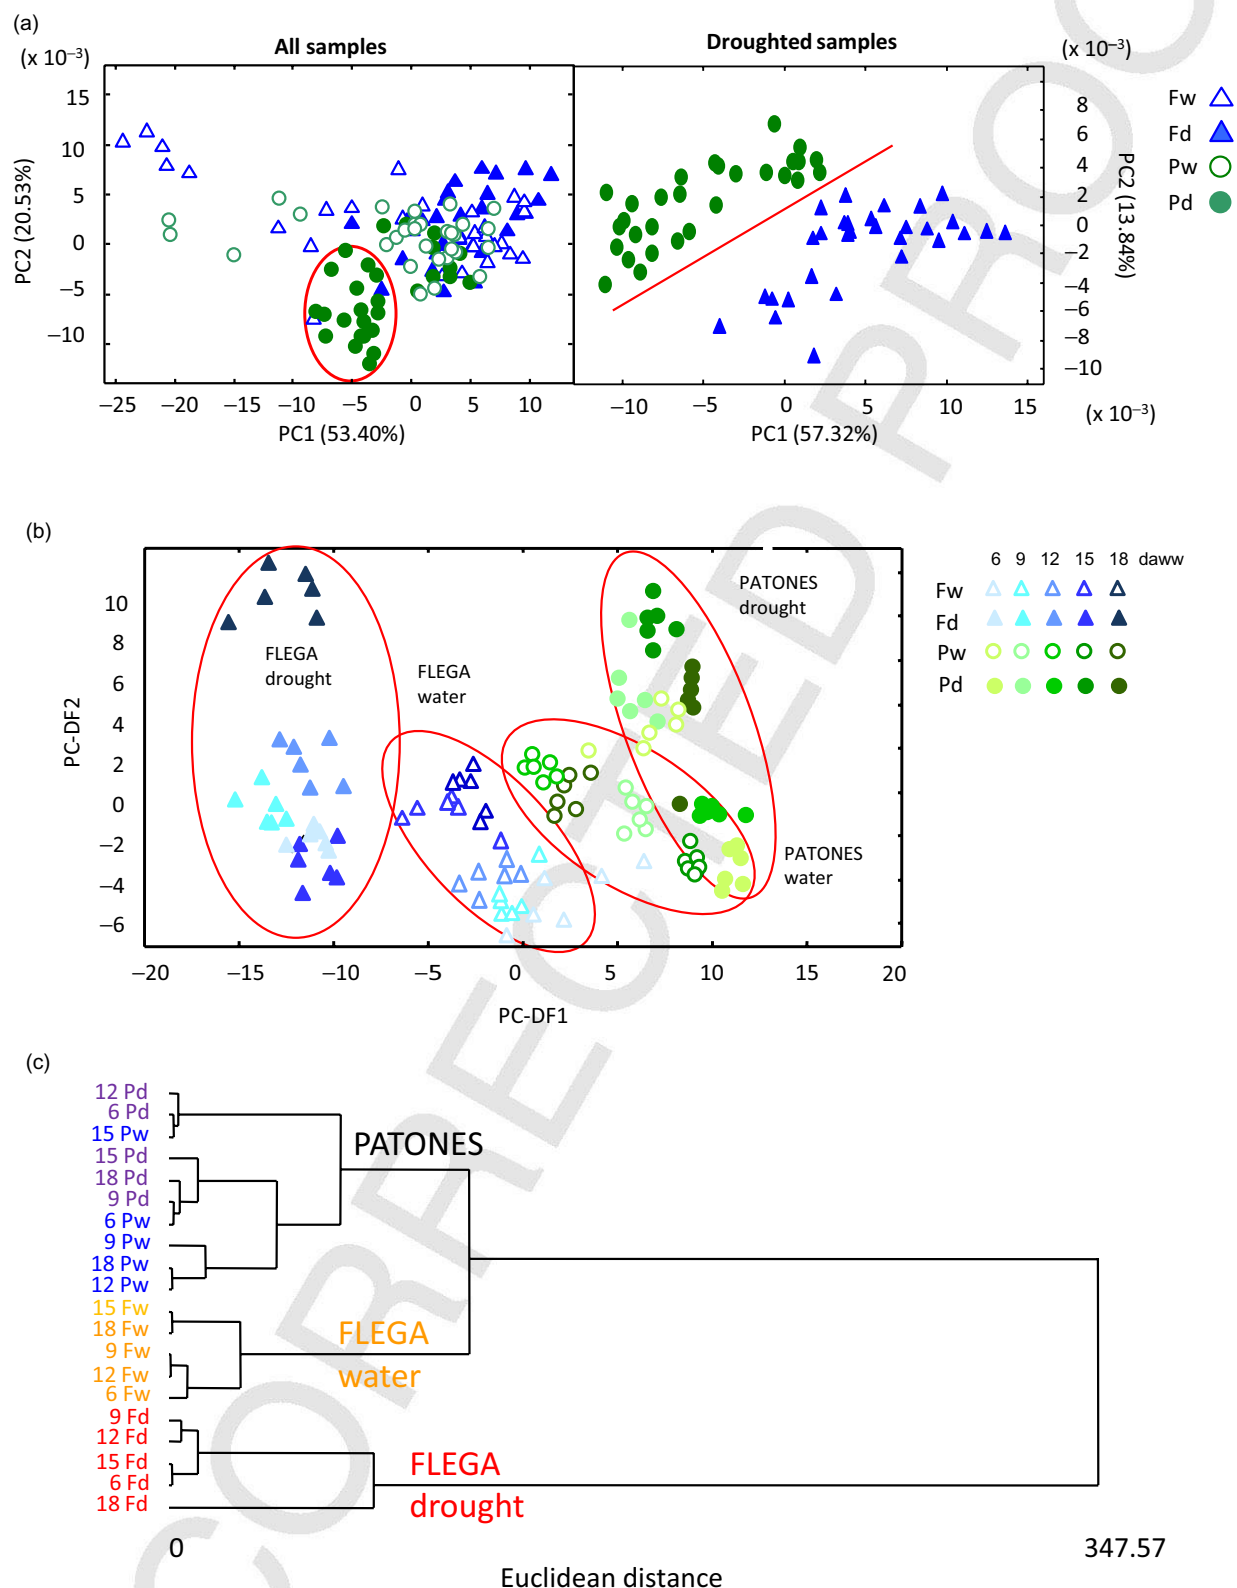 (a)
All samples
Droughted samples
(x 10−3)
(x 10−3)
15
10
5
0
−5
−10
PC2 (20.53%)
−25 −20 −15 −10 −5 0 5 10
PC1 (53.40%)
8
6
4
2
0
−2
−4
−6
−8
−10
PC2 (13.84%)
−10 −5 0 5 10 15
(x 10−3)
PC1 (57.32%)
Fw
Fd
Pw
Pd
(b)
10
8
6
4
2
0
−2
−4
−6
PC-DF2
FLEGA
drought
FLEGA
water
PATONES
drought
PATONES
water
−20 −15 −10 −5 0 5 10 15 20
PC-DF1
6 9 12 15 18 daww
Fw
Fd
Pw
Pd
(c)
12 Pd
6 Pd
15 Pw
15 Pd
18 Pd
9 Pd
6 Pw
9 Pw
18 Pw
12 Pw
15 Fw
18 Fw
9 Fw
12 Fw
6 Fw
9 Fd
12 Fd
15 Fd
6 Fd
18 Fd
PATONES
FLEGA
water
FLEGA
drought
0 347.57
Euclidean distance
CORRECTED PROO